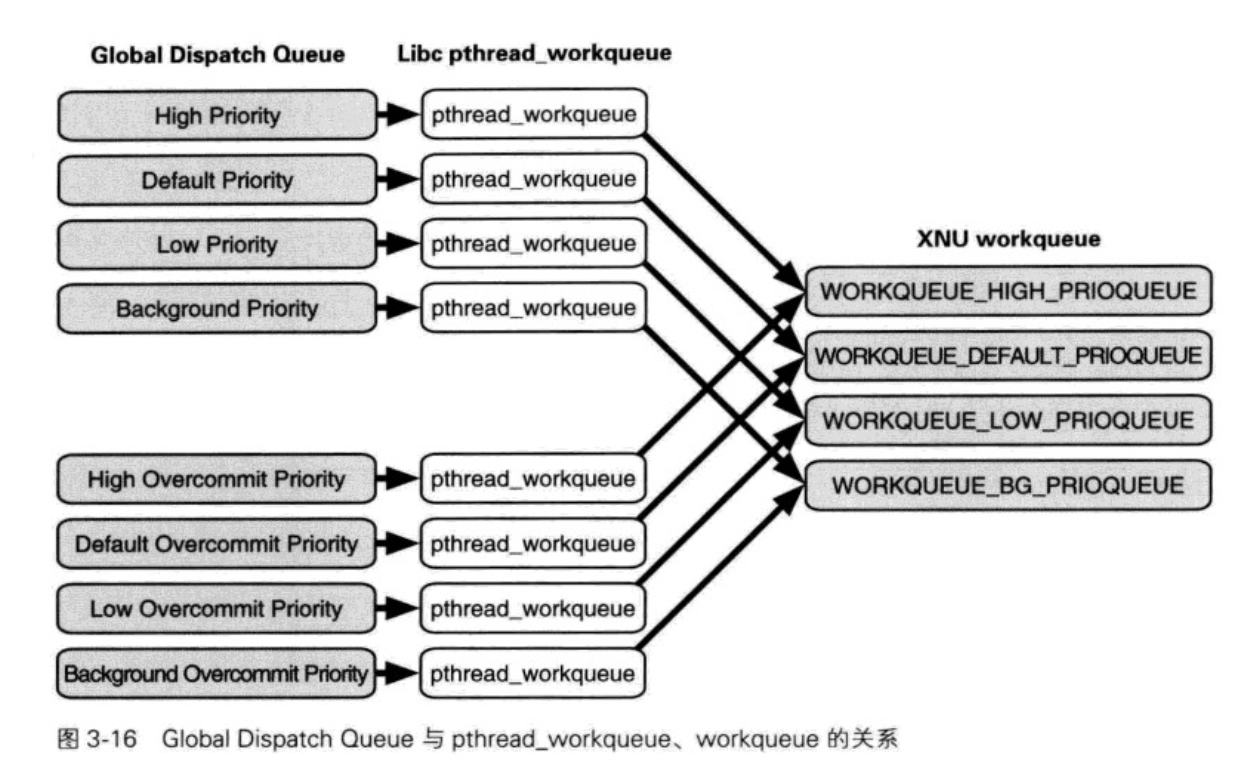 Global Dispatch Queue
Libc pthread_workqueue
High Priority
pthread_workqueue
Default Priority
pthread_workqueue
Low Priority
pthread_workqueue
Background Priority
pthread_workqueue
XNU workqueue
WORKQUEUE_HIGH_PRIOQUEUE
WORKQUEUE_DEFAULT_PRIOQUEUE
WORKQUEUE_LOW_PRIOQUEUE
WORKQUEUE_BG_PRIOQUEUE
High Overcommit Priority
pthread_workqueue
Default Overcommit Priority
pthread_workqueue
Low Overcommit Priority
pthread_workqueue
Background Overcommit Priority
pthread_workqueue
图 3-16 Global Dispatch Queue 与 pthread_workqueue、workqueue 的关系